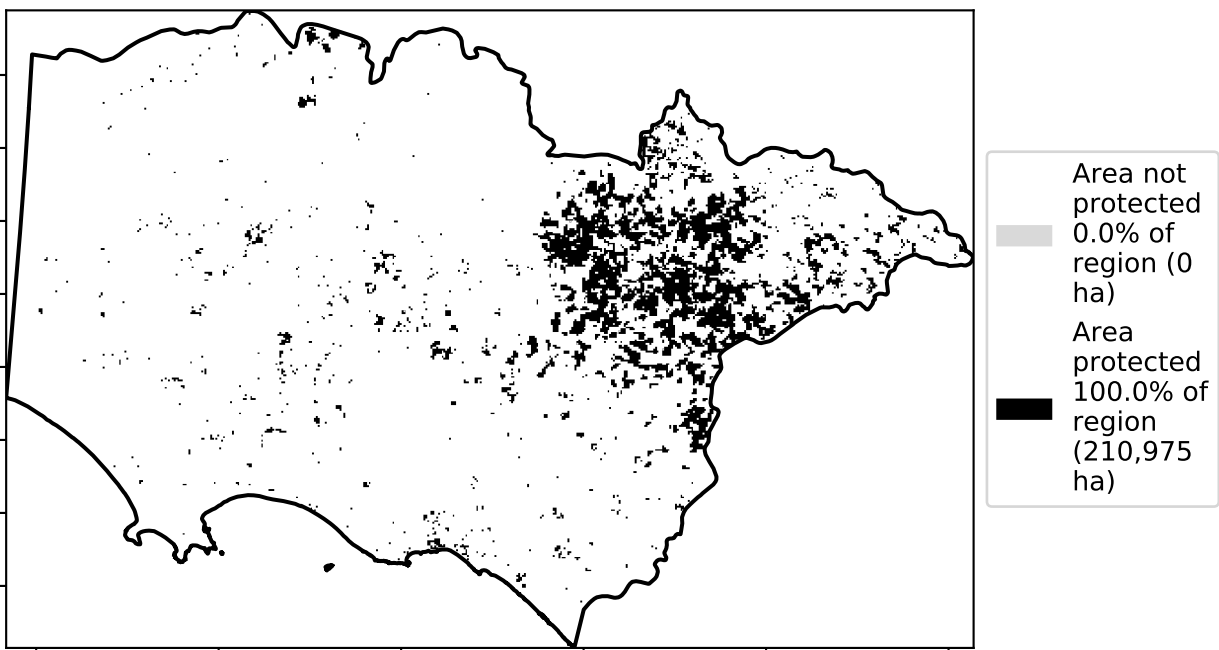 Area not
protected
0.0% of
region (0
ha)
Area
protected
100.0% of
region
(210,975
ha)